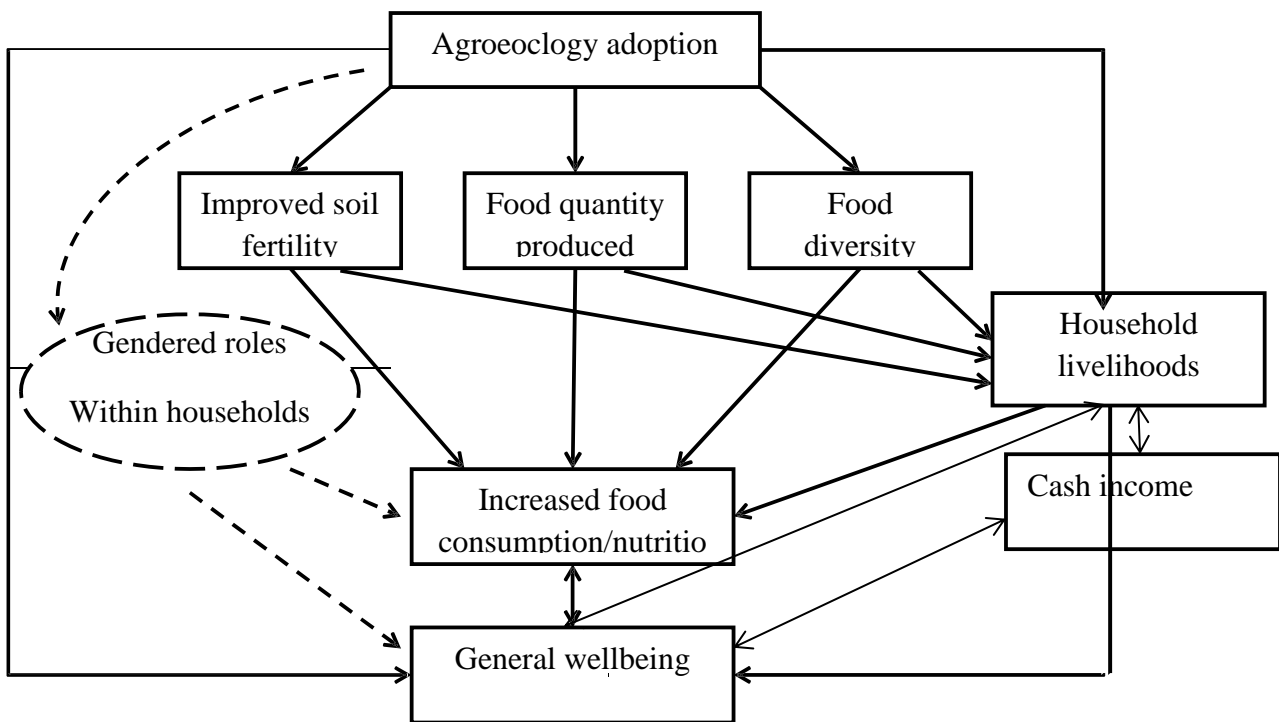 Agroeoclogy adoption
Improved soil
fertility
Food quantity
produced
Food
diversity
Household
livelihoods
Gendered roles
Within households
Increased food
consumption/nutritio
Cash income
General wellbeing